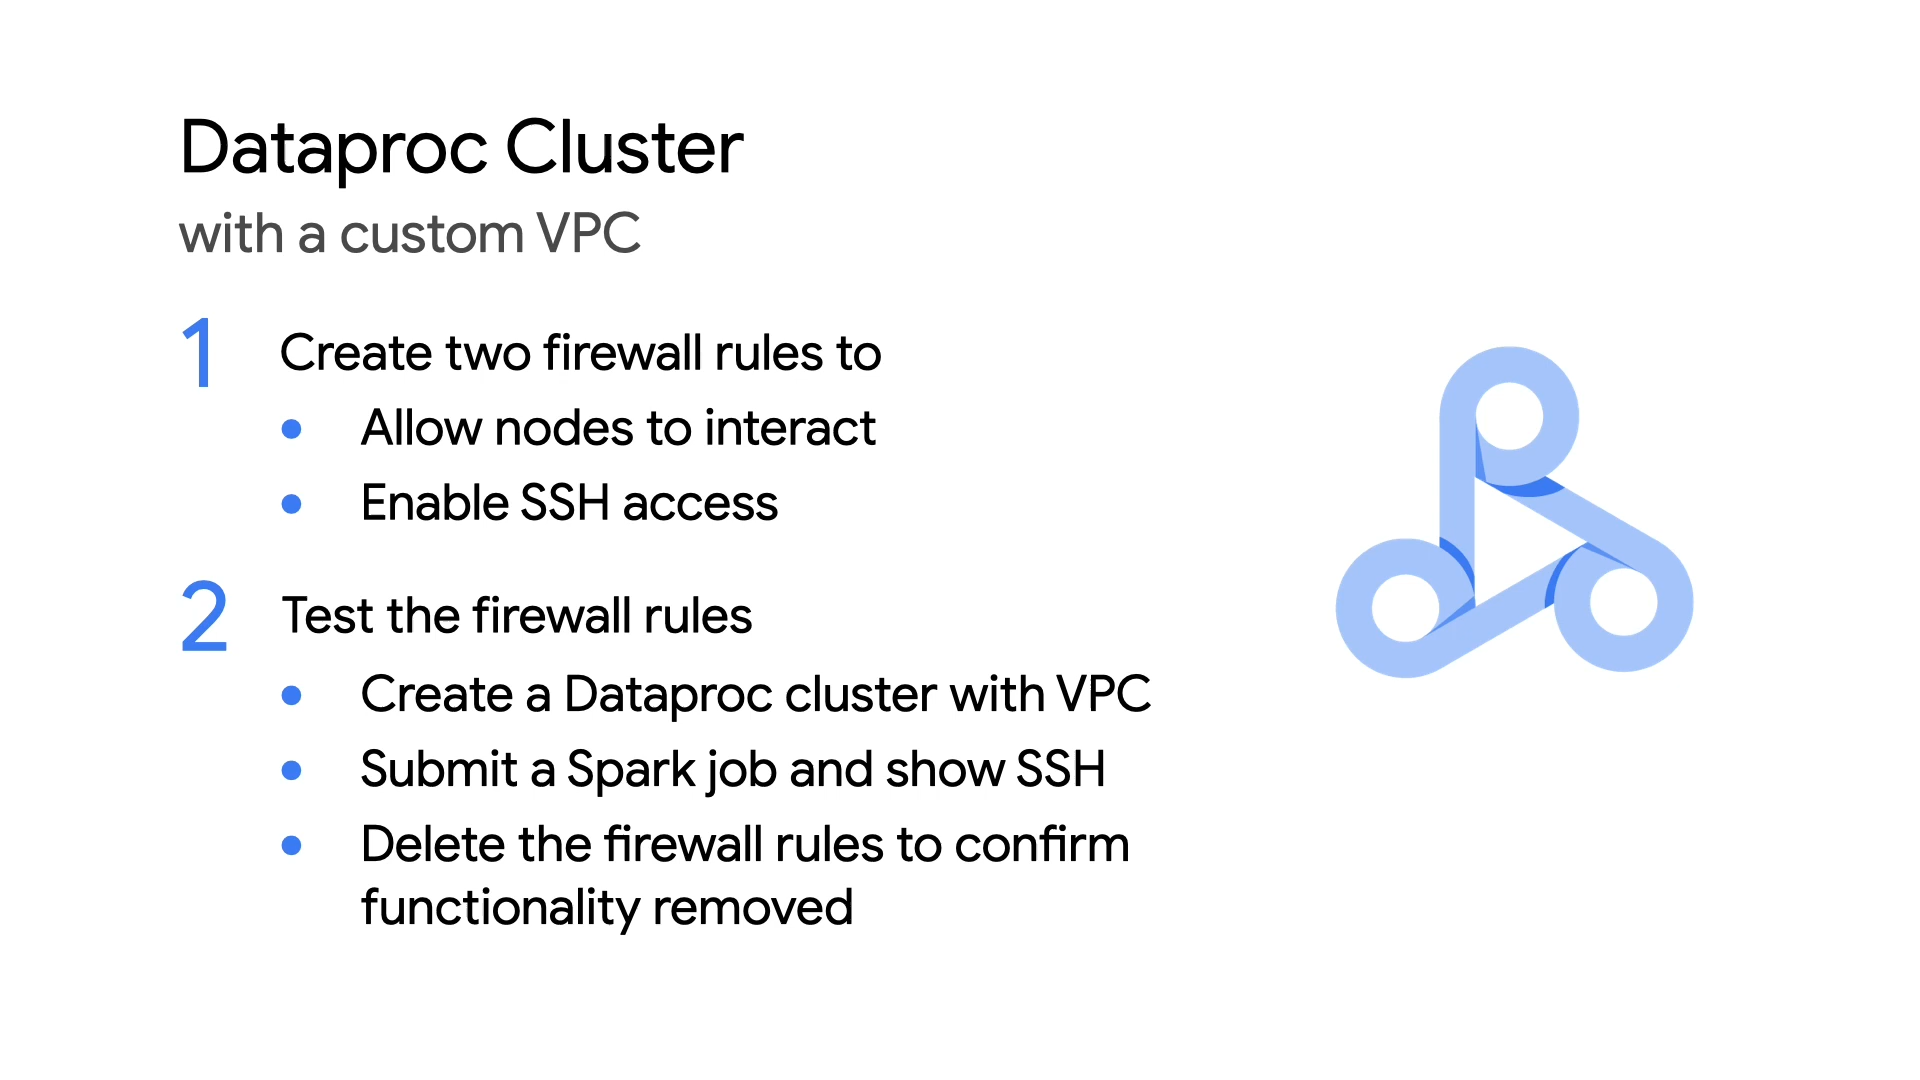 Dataproc Cluster
with a custom VPC
1 Create two firewall rules to
• Allow nodes to interact
• Enable SSH access
2 Test the firewall rules
• Create a Dataproc cluster with VPC
• Submit a Spark job and show SSH
• Delete the firewall rules to confirm
functionality removed